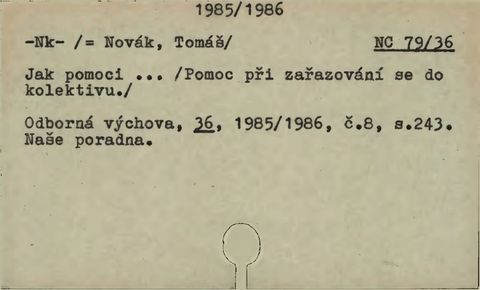 1985/1986
-Nk- /= Novák, Tomáš/ NC 79/36
Jak pomoci ... /Pomoc při zařazování se do
kolektivu./
Odborná výchova, 36, 1985/1986, č.8, s.243.
Naše poradna.